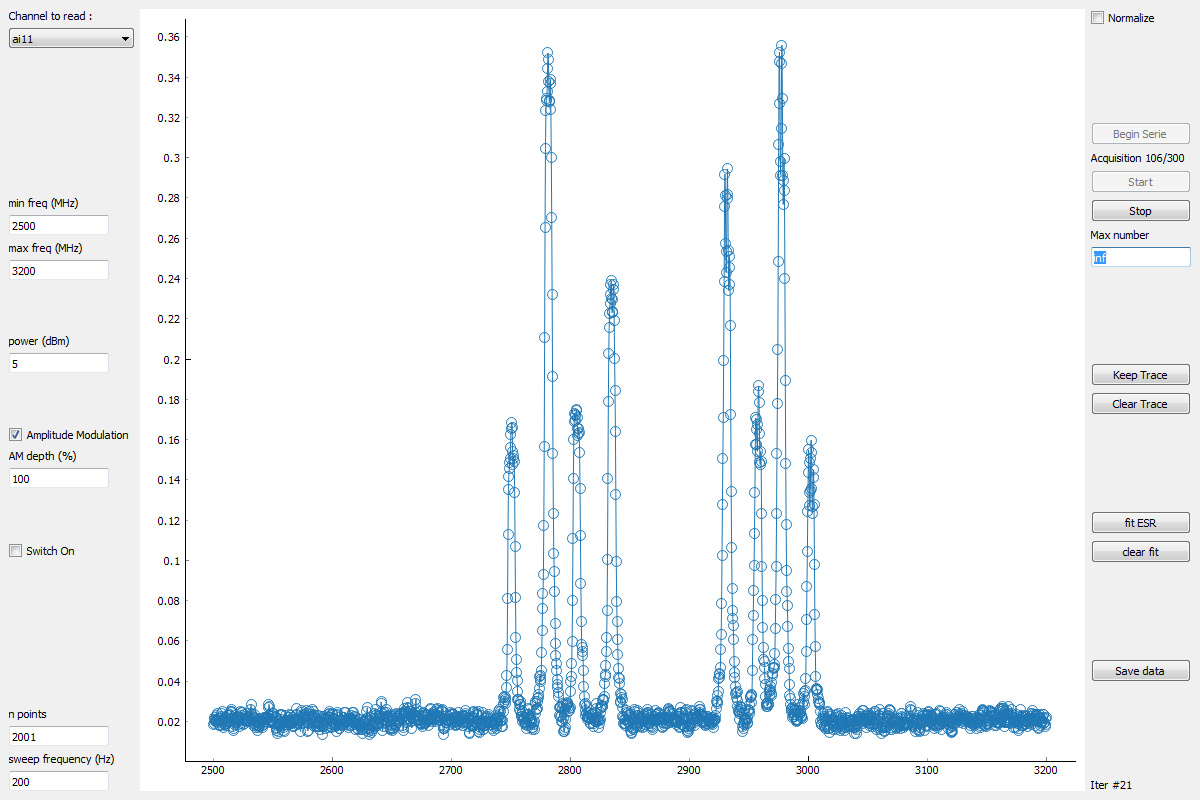 Channel to read :
ai11
min freq (MHz)
2500
max freq (MHz)
3200
power (dBm)
5
Amplitude Modulation
AM depth (%)
100
Switch On
n points
2001
sweep frequency (Hz)
200
0.36
0.34
0.32
0.3
0.28
0.26
0.24
0.22
0.2
0.18
0.16
0.14
0.12
0.1
0.08
0.06
0.04
0.02
2500 2600 2700 2800 2900 3000 3100 3200
Normalize
Begin Serie
Acquisition 106/300
Start
Stop
Max number
inf
Keep Trace
Clear Trace
fit ESR
clear fit
Save data
Iter #21